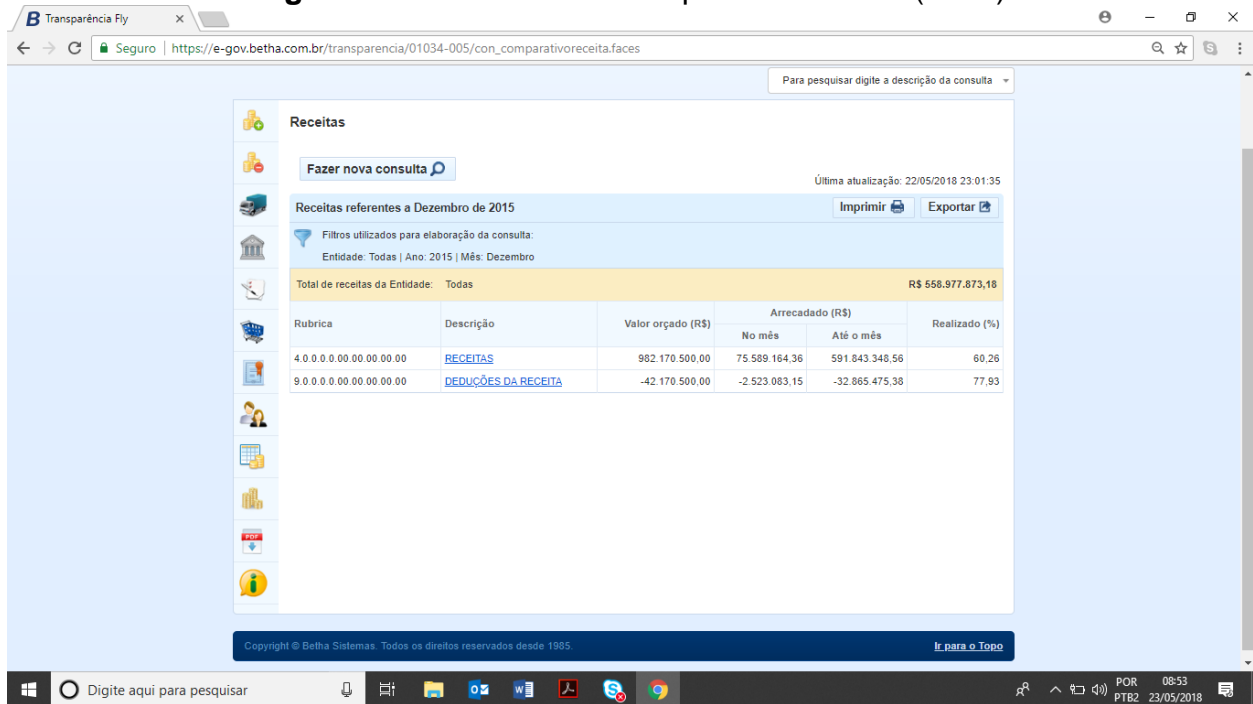 B Transparência Fly
Seguro | https://e-gov.betha.com.br/transparencia/01034-005/con_comparativoreceita.faces
Para pesquisar digite a descrição da consulta
Receitas
Fazer nova consulta
Última atualização: 22/05/2018 23:01:35
Receitas referentes a Dezembro de 2015 Imprimir Exportar
Filtros utilizados para elaboração da consulta:
Entidade: Todas | Ano: 2015 | Mês: Dezembro
Total de receitas da Entidade: Todas R$ 558.977.873,18
Rubrica Descrição Valor orçado (R$) Arrecadado (R$) Realizado (%)
No mês Até o mês
4.0.0.0.0.00.00.00.00.00 RECEITAS 982.170.500,00 75.589.164,36 591.843.348,56 60,26
9.0.0.0.0.00.00.00.00.00 DEDUÇÕES DA RECEITA -42.170.500,00 -2.523.083,15 -32.865.475,38 77,93
PDF
Copyright © Betha Sistemas. Todos os direitos reservados desde 1985. Ir para o Topo
Digite aqui para pesquisar
POR 08:53
PTB2 23/05/2018